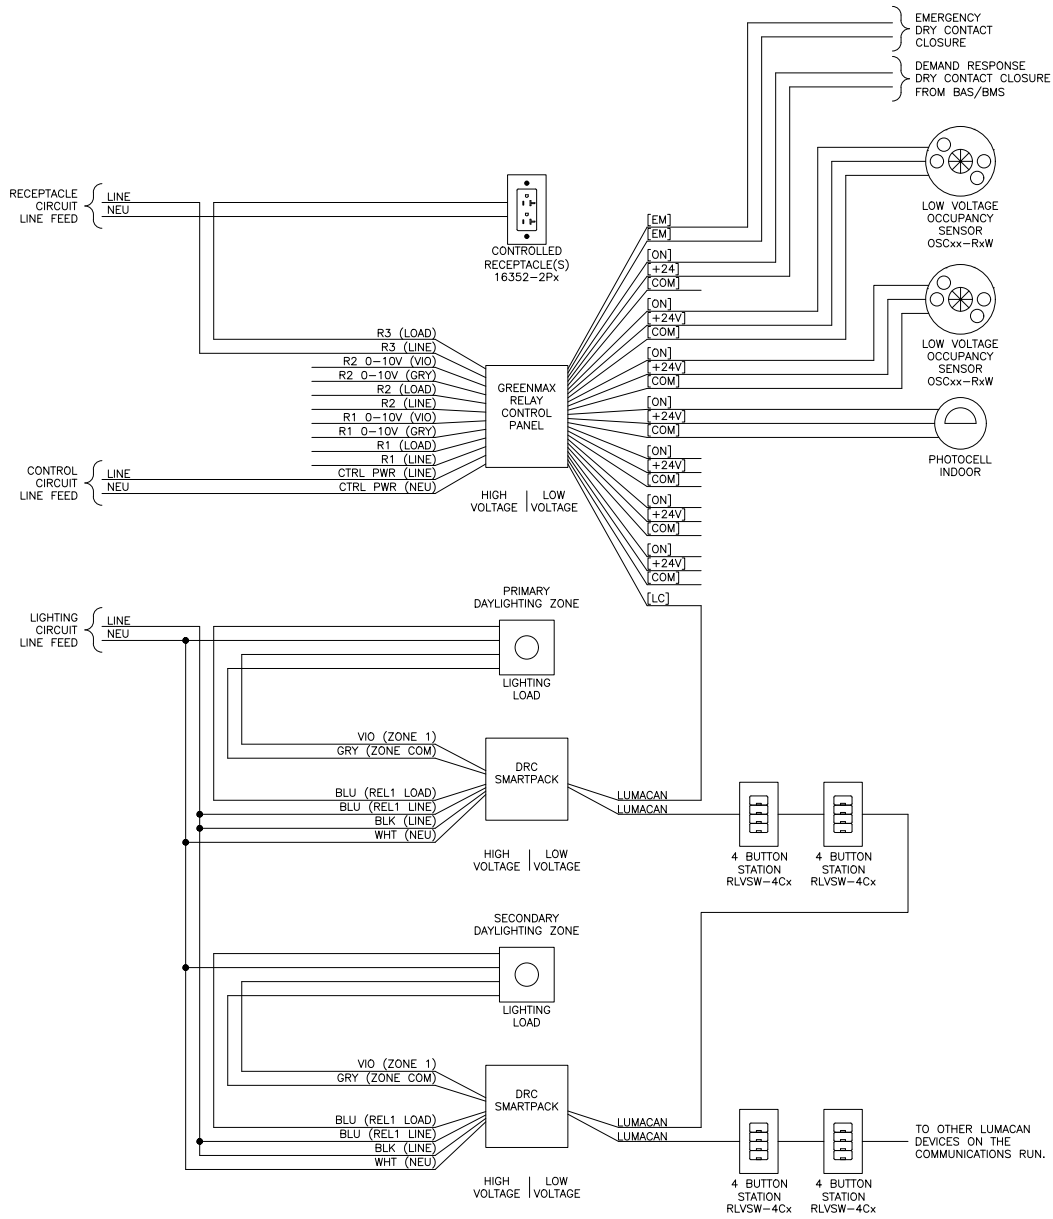 EMERGENCY
DRY CONTACT
CLOSURE
DEMAND RESPONSE
DRY CONTACT CLOSURE
FROM BAS/BMS
RECEPTACLE
CIRCUIT
LINE FEED
LINE
NEU
CONTROLLED
RECEPTACLE(S)
16352-2Px
LOW VOLTAGE
OCCUPANCY
SENSOR
OSCxx-RxW
LOW VOLTAGE
OCCUPANCY
SENSOR
OSCxx-RxW
PHOTOCELL
INDOOR
R3 (LOAD)
R3 (LINE)
R2 0-10V (VIO)
R2 0-10V (GRY)
R2 (LOAD)
R2 (LINE)
R1 0-10V (VIO)
R1 0-10V (GRY)
R1 (LOAD)
R1 (LINE)
CTRL PWR (LINE)
CTRL PWR (NEU)
CONTROL
CIRCUIT
LINE FEED
LINE
NEU
GREENMAX
RELAY
CONTROL
PANEL
HIGH
VOLTAGE
LOW
VOLTAGE
[EM]
[EM]
[ON]
[+24]
[COM]
[ON]
[+24V]
[COM]
[ON]
[+24V]
[COM]
[ON]
[+24V]
[COM]
[ON]
[+24V]
[COM]
[ON]
[+24V]
[COM]
[ON]
[+24V]
[COM]
[LC]
LIGHTING
CIRCUIT
LINE FEED
LINE
NEU
PRIMARY
DAYLIGHTING ZONE
LIGHTING
LOAD
VIO (ZONE 1)
GRY (ZONE COM)
BLU (REL1 LOAD)
BLU (REL1 LINE)
BLK (LINE)
WHT (NEU)
DRC
SMARTPACK
HIGH
VOLTAGE
LOW
VOLTAGE
LUMACAN
LUMACAN
4 BUTTON
STATION
RLVSW-4Cx
4 BUTTON
STATION
RLVSW-4Cx
SECONDARY
DAYLIGHTING ZONE
LIGHTING
LOAD
VIO (ZONE 1)
GRY (ZONE COM)
BLU (REL1 LOAD)
BLU (REL1 LINE)
BLK (LINE)
WHT (NEU)
DRC
SMARTPACK
HIGH
VOLTAGE
LOW
VOLTAGE
LUMACAN
LUMACAN
4 BUTTON
STATION
RLVSW-4Cx
4 BUTTON
STATION
RLVSW-4Cx
TO OTHER LUMACAN
DEVICES ON THE
COMMUNICATIONS RUN.